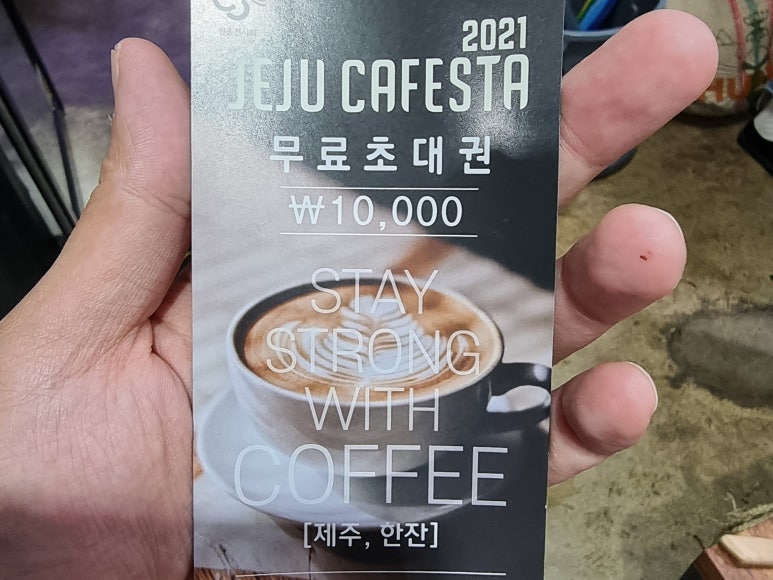 2021
JEJU CAFESTA
무료초대권
₩10,000
STAY
STRONG
WITH
COFFEE
[제주, 한잔]